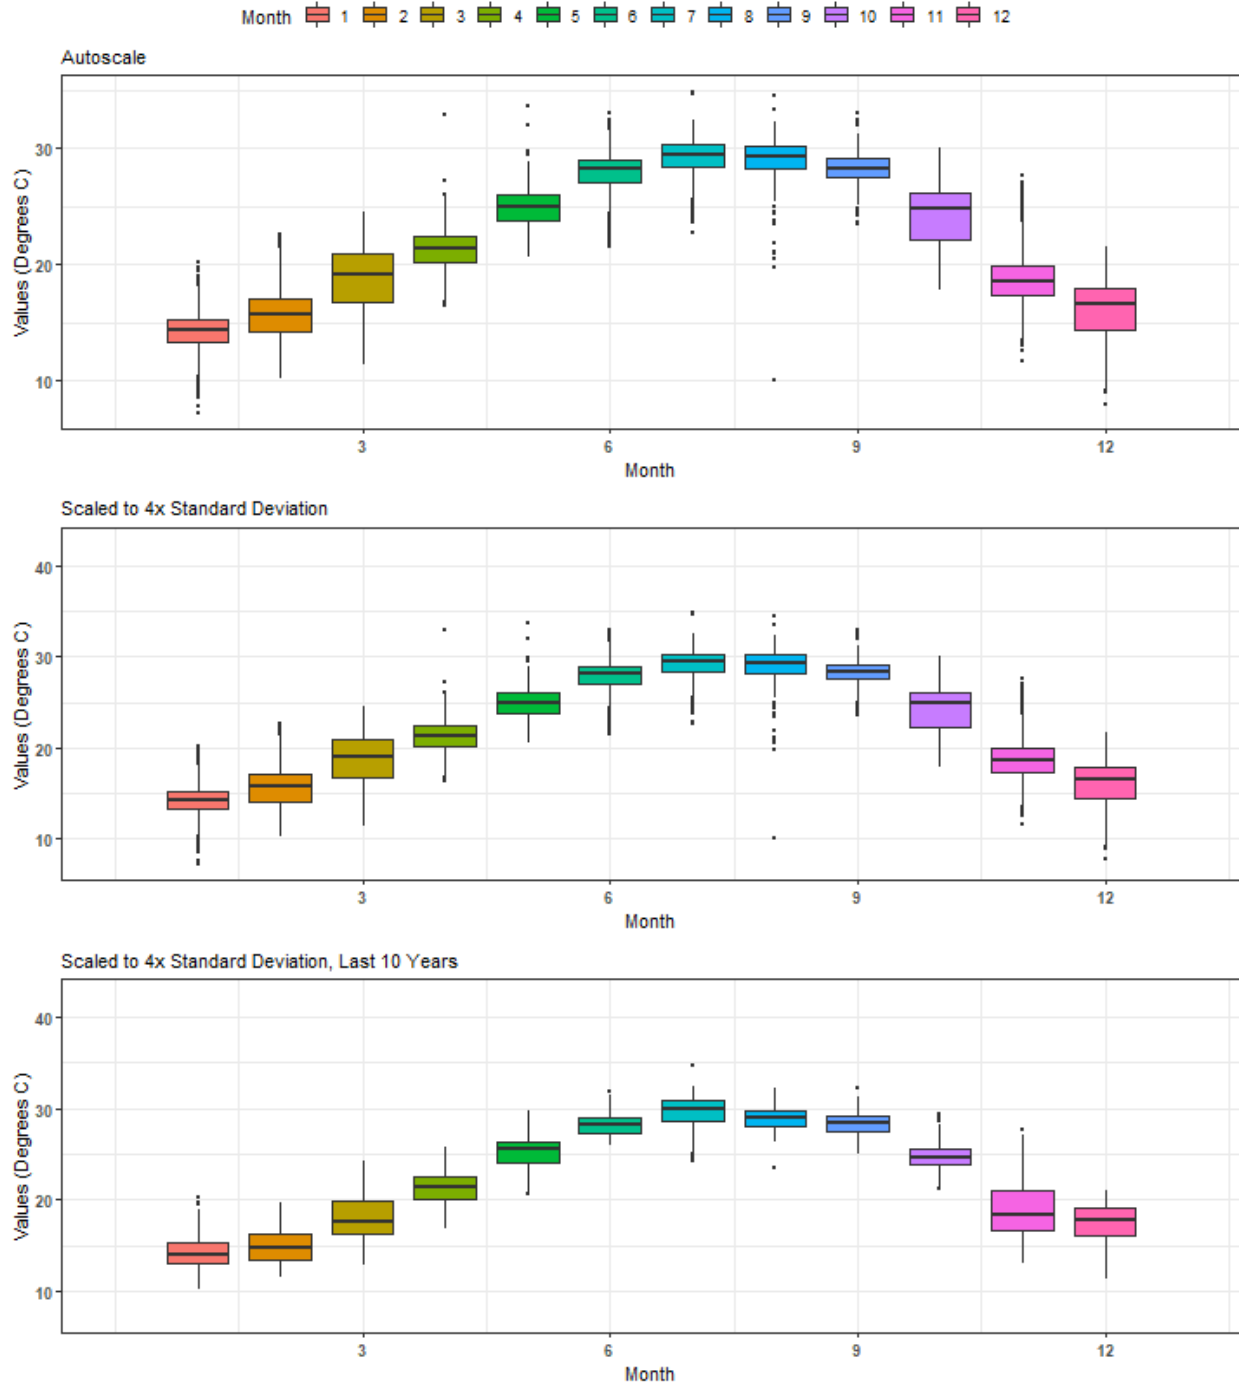 Month 1 2 3 4 5 6 7 8 9 10 11 12
Autoscale
Values (Degrees C)
30
20
10
3 6 9 12
Month
Scaled to 4x Standard Deviation
Values (Degrees C)
40
30
20
10
3 6 9 12
Month
Scaled to 4x Standard Deviation, Last 10 Years
Values (Degrees C)
40
30
20
10
3 6 9 12
Month